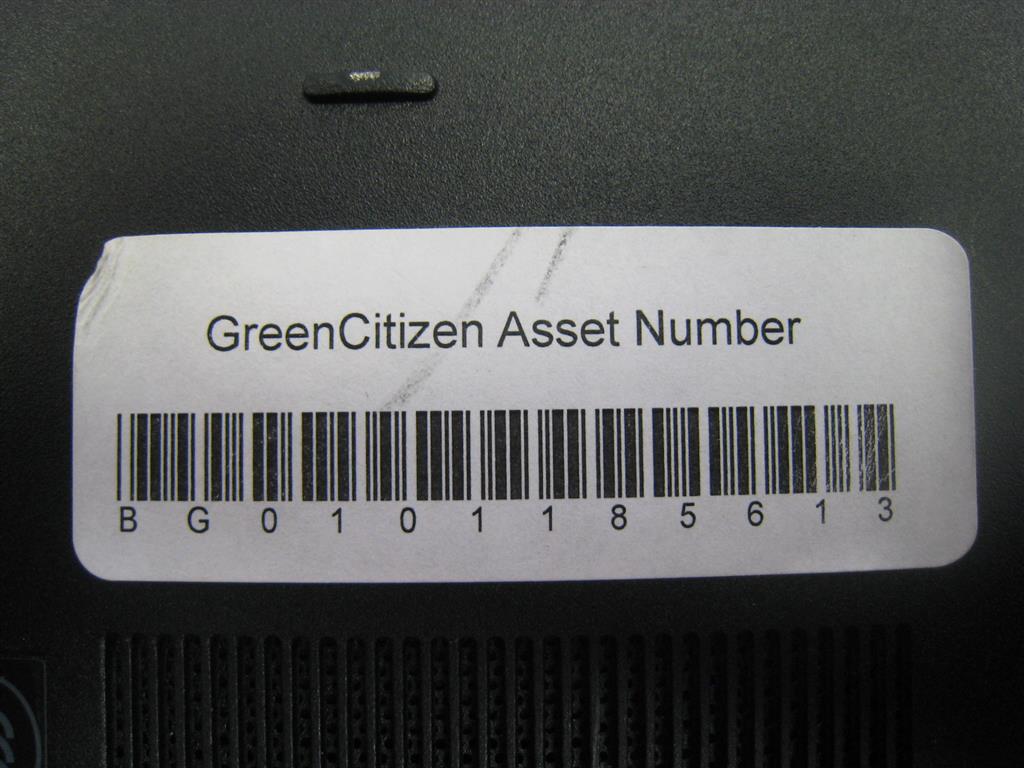 GreenCitizen Asset Number
B G 0 1 0 1 1 8 5 6 1 3